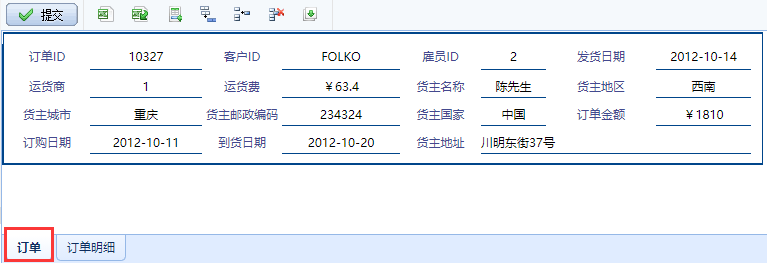 提交
订单ID 10327 客户ID FOLKO 雇员ID 2 发货日期 2012-10-14
运货商 1 运货费 ￥63.4 货主名称 陈先生 货主地区 西南
货主城市 重庆 货主邮政编码 234324 货主国家 中国 订单金额 ￥1810
订购日期 2012-10-11 到货日期 2012-10-20 货主地址 川明东街37号
订单 订单明细